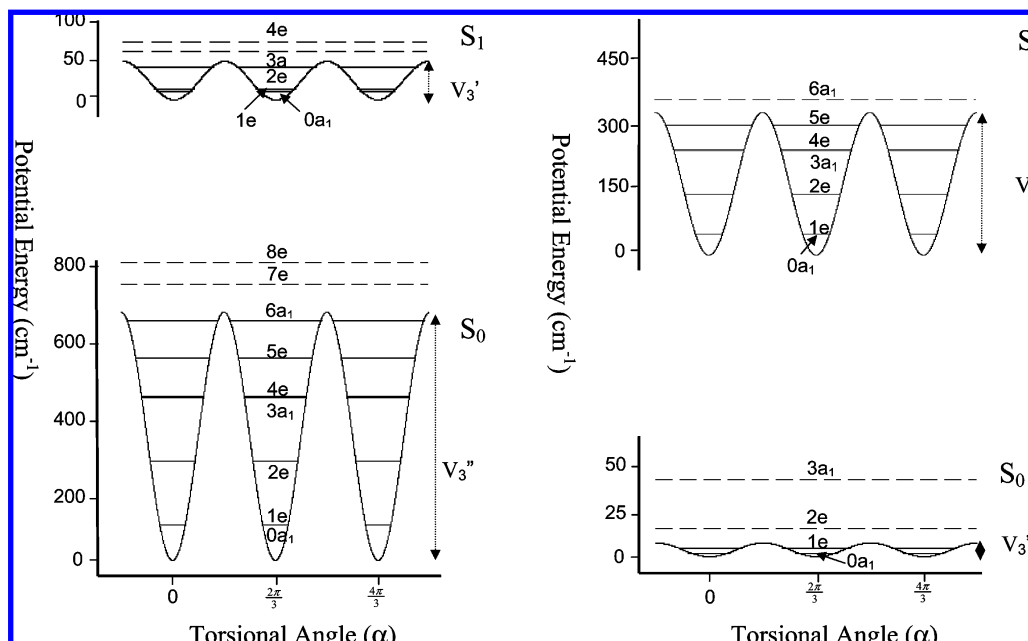 100
50
0
4e
3a
2e
1e
0a₁
S₁
V₃'
Potential Energy (cm⁻¹)
800
600
400
200
0
8e
7e
6a₁
5e
4e
3a₁
2e
1e
0a₁
S₀
V₃"
0
2π/3
4π/3
Torsional Angle (α)
450
300
150
0
6a₁
5e
4e
3a₁
2e
1e
0a₁
S
V
Potential Energy (cm⁻¹)
50
25
0
3a₁
2e
1e
0a₁
S₀
V₃'
0
2π/3
4π/3
Torsional Angle (α)